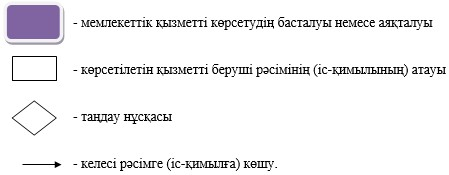 - мемлекеттік қызметті көрсетудің басталуы немесе аяқталуы
- көрсетілетін қызметті беруші рәсімінің (іс-қимылының) атауы
- таңдау нұсқасы
- келесі рәсімге (іс-қимылға) көшу.